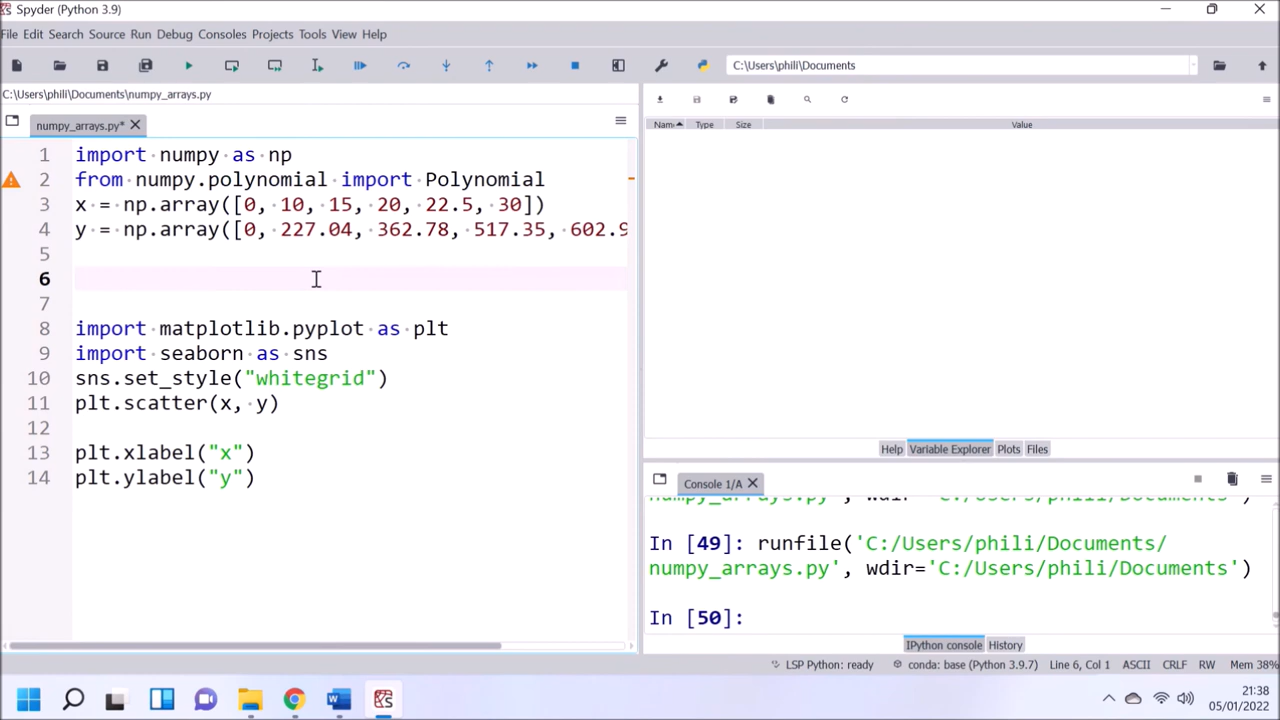 Spyder (Python 3.9)
File Edit Search Source Run Debug Consoles Projects Tools View Help
C:\Users\phili\Documents
C:\Users\phili\Documents\numpy_arrays.py
numpy_arrays.py*
Name Type Size Value
1 import numpy as np
2 from numpy.polynomial import Polynomial
3 x = np.array([0, 10, 15, 20, 22.5, 30])
4 y = np.array([0, 227.04, 362.78, 517.35, 602.9
5
6
7
8 import matplotlib.pyplot as plt
9 import seaborn as sns
10 sns.set_style("whitegrid")
11 plt.scatter(x, y)
12
13 plt.xlabel("x")
14 plt.ylabel("y")
Help Variable Explorer Plots Files
Console 1/A
numpy_arrays.py', wdir='C:/Users/phili/Documents')
In [49]: runfile('C:/Users/phili/Documents/
numpy_arrays.py', wdir='C:/Users/phili/Documents')
In [50]:
IPython console History
LSP Python: ready conda: base (Python 3.9.7) Line 6, Col 1 ASCII CRLF RW Mem 38%
21:38
05/01/2022